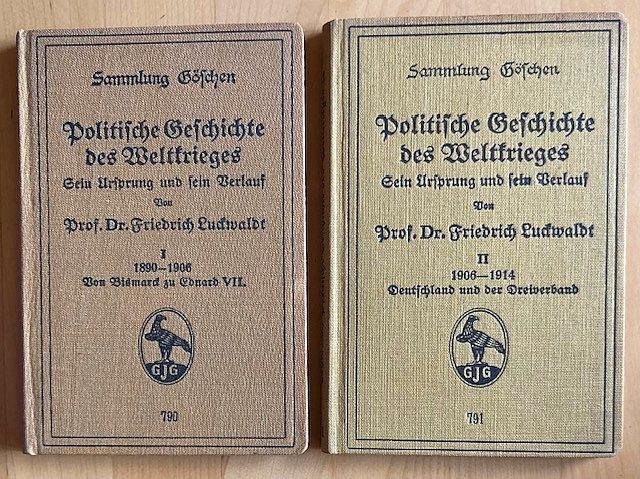 Sammlung Göschen
Politische Geschichte
des Weltkrieges
Sein Ursprung und sein Verlauf
Von
Prof. Dr. Friedrich Luckwaldt
I
1890—1906
Von Bismarck zu Eduard VII.
GJG
790
Sammlung Göschen
Politische Geschichte
des Weltkrieges
Sein Ursprung und sein Verlauf
Von
Prof. Dr. Friedrich Luckwaldt
II
1906—1914
Deutschland und der Dreiverband
GJG
791